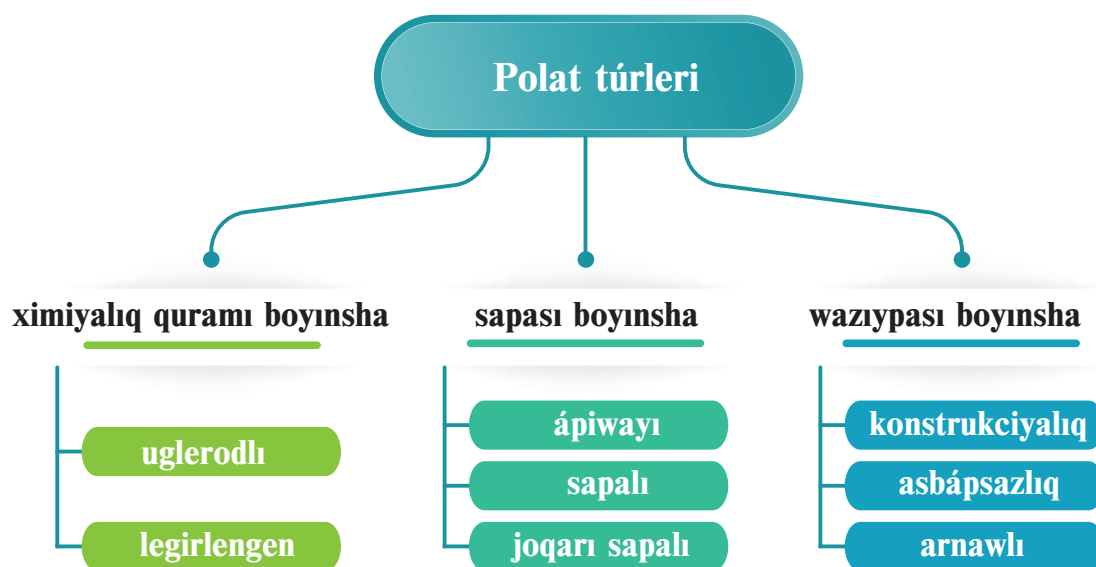 Polat túrleri
ximiyalıq quramı boyınsha
uglerodlı
legirlengen
sapası boyınsha
ápiwayı
sapalı
joqarı sapalı
wazıypası boyınsha
konstrukciyalıq
asbápsazlıq
arnawlı